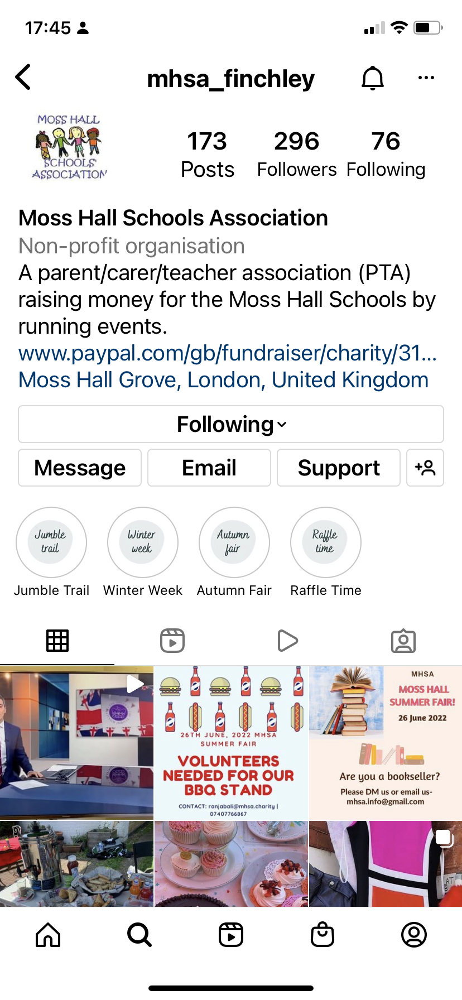 17:45
mhsa_finchley
MOSS HALL
SCHOOLS'
ASSOCIATION
173
Posts
296
Followers
76
Following
Moss Hall Schools Association
Non-profit organisation
A parent/carer/teacher association (PTA)
raising money for the Moss Hall Schools by
running events.
www.paypal.com/gb/fundraiser/charity/31...
Moss Hall Grove, London, United Kingdom
Following
Message
Email
Support
Jumble
trail
Winter
week
Autumn
fair
Raffle
time
Jumble Trail
Winter Week
Autumn Fair
Raffle Time
26TH JUNE, 2022 MHSA
SUMMER FAIR
VOLUNTEERS
NEEDED FOR OUR
BBQ STAND
CONTACT: ranjabali@mhsa.charity |
07407766867
MHSA
MOSS HALL
SUMMER FAIR!
26 June 2022
Are you a bookseller?
Please DM us or email us-
mhsa.info@gmail.com